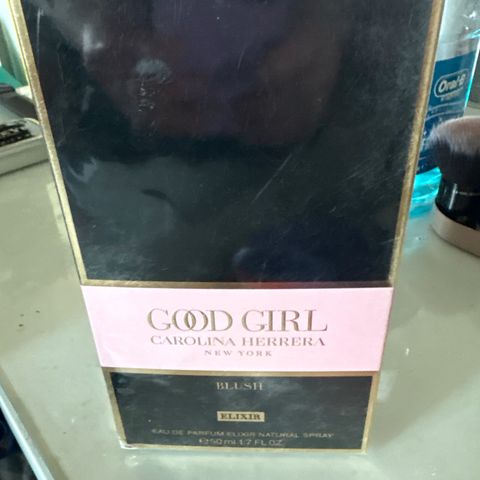 GOOD GIRL
CAROLINA HERRERA
NEW YORK
BLUSH
ELIXIR
EAU DE PARFUM ELIXIR NATURAL SPRAY
℮50 ml 1.7 FL OZ
Oral-B